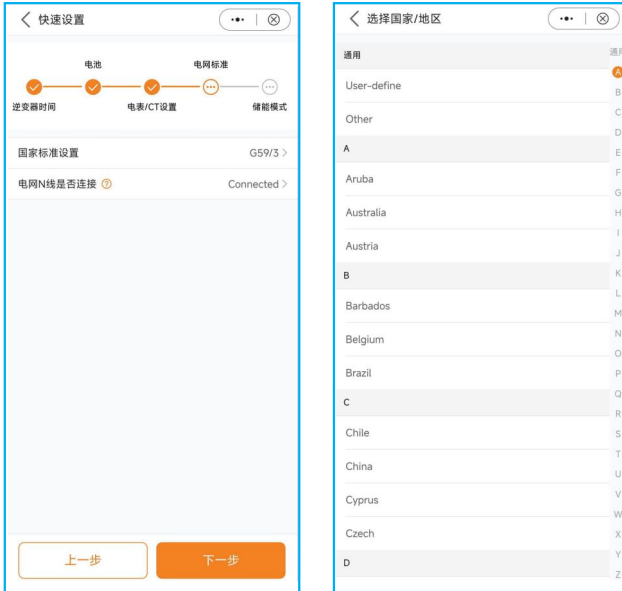 快速设置
电池
电网标准
逆变器时间
电表/CT设置
储能模式
国家标准设置
G59/3
电网N线是否连接
Connected
上一步
下一步
选择国家/地区
通用
User-define
Other
A
Aruba
Australia
Austria
B
Barbados
Belgium
Brazil
C
Chile
China
Cyprus
Czech
D
通用
A
B
C
D
E
F
G
H
I
J
K
L
M
N
O
P
Q
R
S
T
U
V
W
X
Y
Z